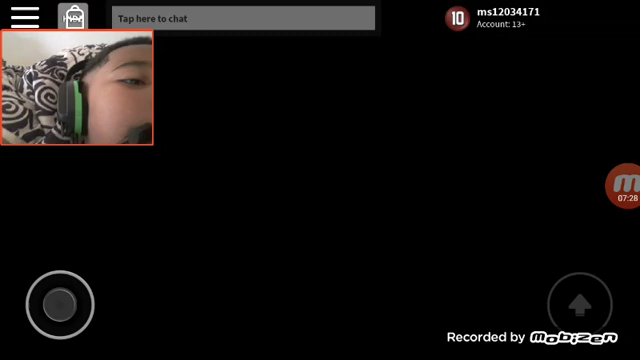 Tap here to chat
10
ms12034171
Account: 13+
07:28
Recorded by Mobizen